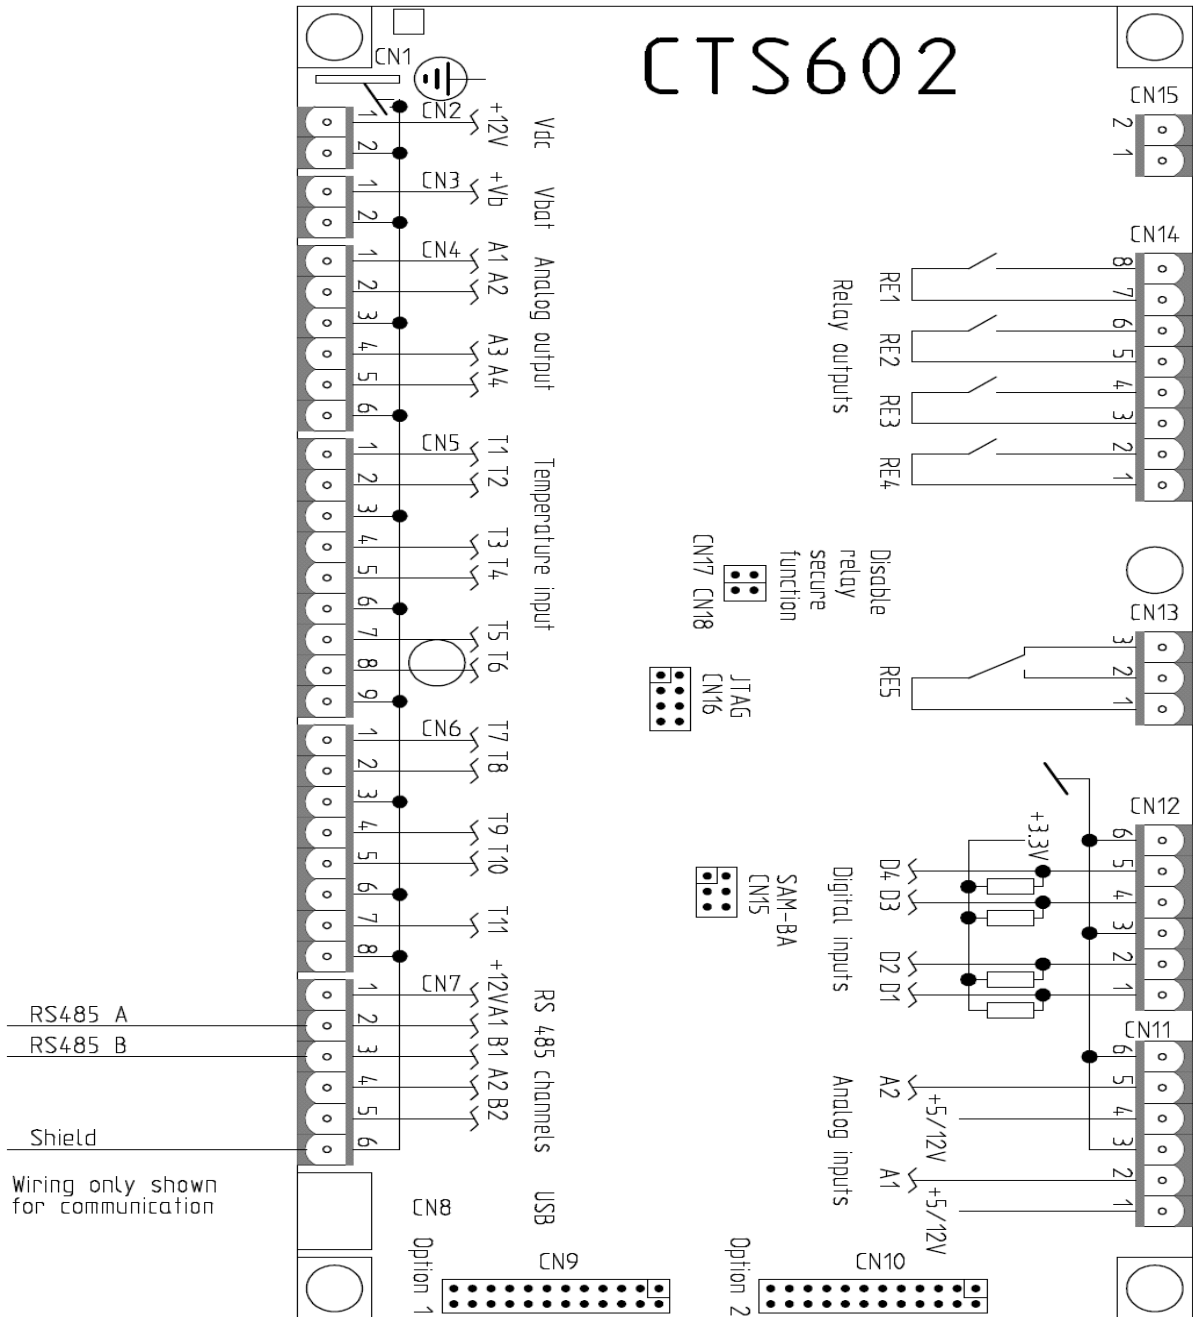 CTS602
CN1
CN2
1
2
+12V
Vdc
CN3
1
2
+Vb
Vbat
CN4
1
2
3
4
5
6
A1 A2
A3 A4
Analog output
CN5
1
2
3
4
5
6
7
8
9
T1 T2
T3 T4
T5 T6
Temperature input
CN6
1
2
3
4
5
6
7
8
T7 T8
T9 T10
T11
CN7
1
2
3
4
5
6
+12V A1 B1 A2 B2
RS 485 channels
RS485 A
RS485 B
Shield
Wiring only shown
for communication
CN8
USB
Option 1
CN9
Option 2
CN10
CN17 CN18
Disable
relay
secure
function
JTAG
CN16
SAM-BA
CN15
CN15
2
1
CN14
8
7
6
5
4
3
2
1
RE1
RE2
RE3
RE4
Relay outputs
CN13
3
2
1
RE5
CN12
6
5
4
3
2
1
+3.3V
D4 D3
D2 D1
Digital inputs
CN11
6
5
4
3
2
1
A2
+5/12V
A1
+5/12V
Analog inputs